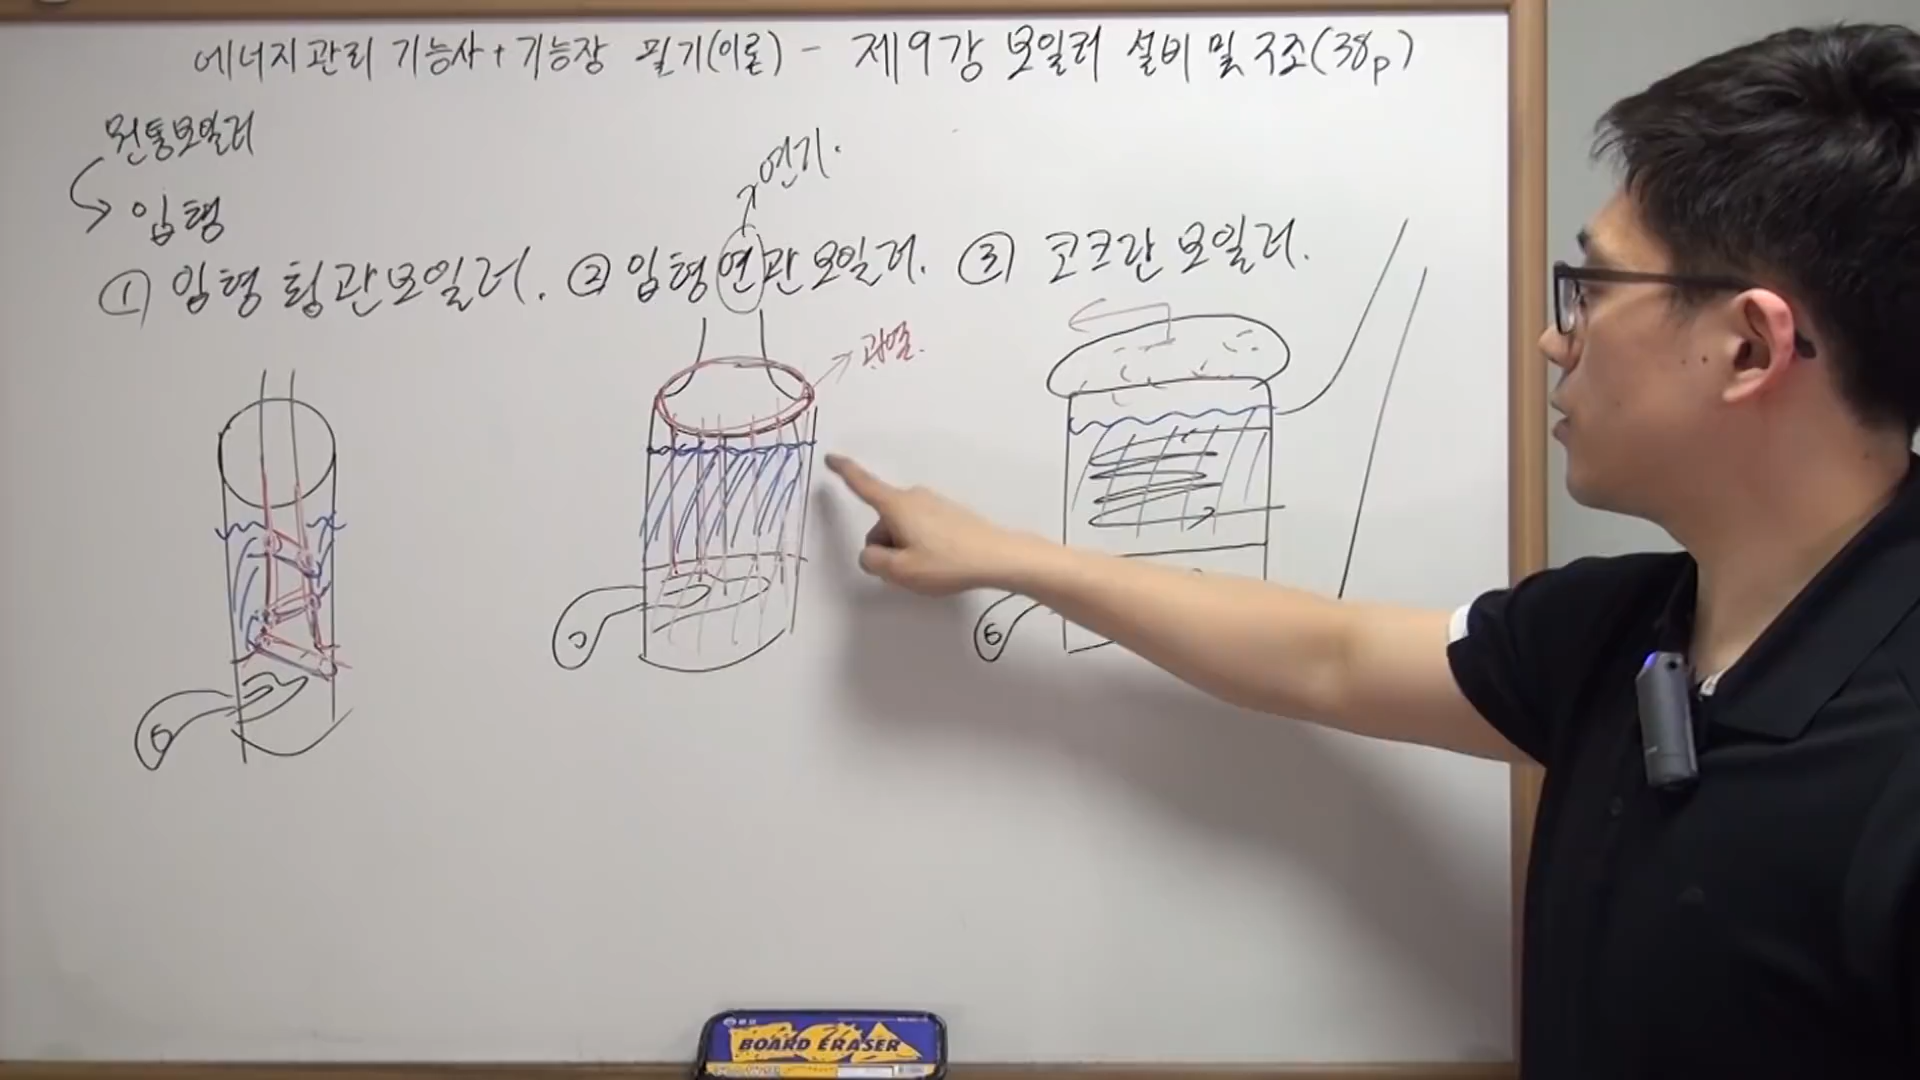 에너지관리 기능사+기능장 필기(이론) - 제9강 보일러 설비 및 구조(38p)
원통보일러
입형
연기.
① 입형 횡관보일러. ② 입형연관보일러. ③ 코크란보일러.
과열.
BOARD ERASER